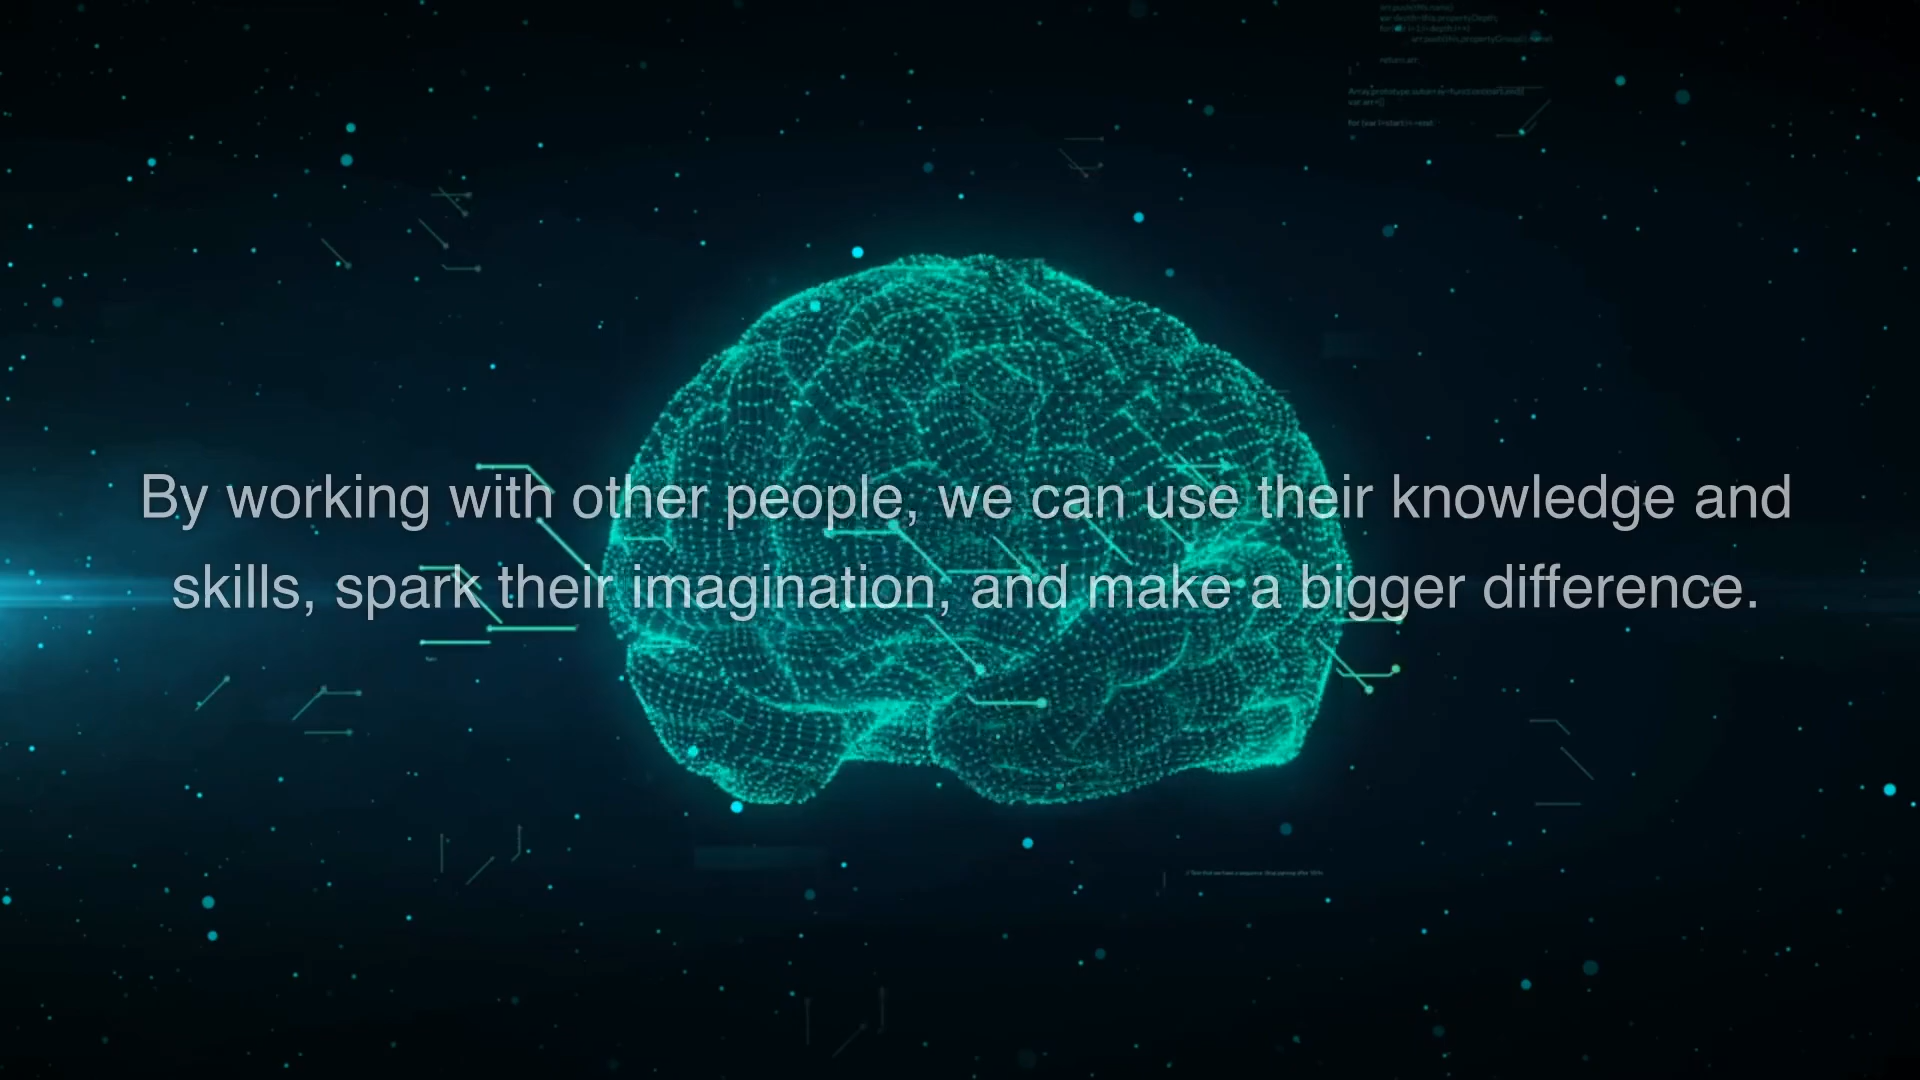 By working with other people, we can use their knowledge and
skills, spark their imagination, and make a bigger difference.